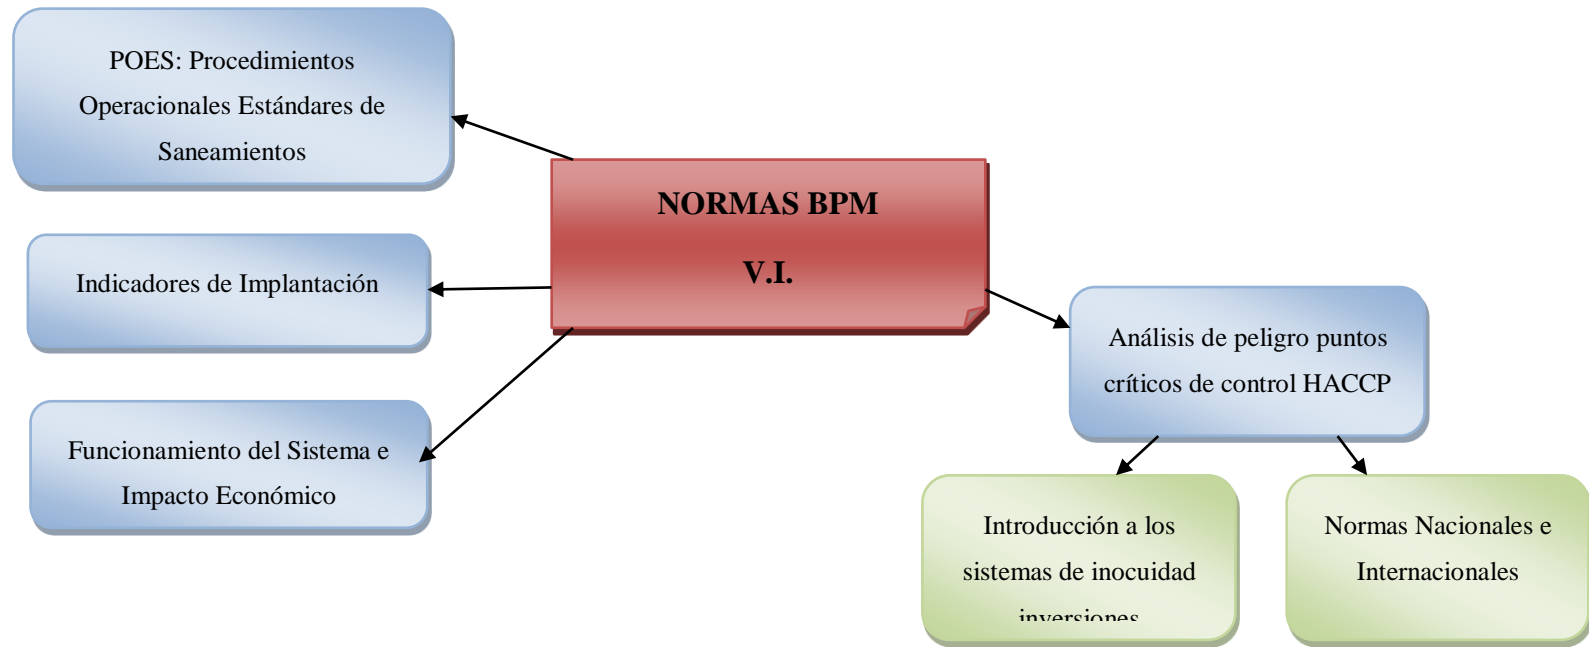 POES: Procedimientos
Operacionales Estándares de
Saneamientos
NORMAS BPM
V.I.
Indicadores de Implantación
Análisis de peligro puntos
críticos de control HACCP
Funcionamiento del Sistema e
Impacto Económico
Introducción a los
sistemas de inocuidad
inversiones
Normas Nacionales e
Internacionales